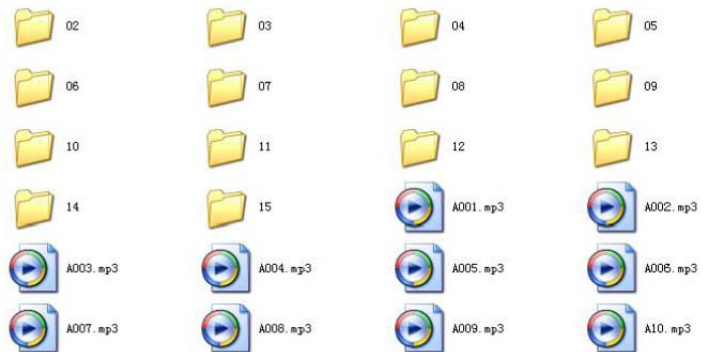 02 03 04 05
06 07 08 09
10 11 12 13
14 15 A001.mp3 A002.mp3
A003.mp3 A004.mp3 A005.mp3 A006.mp3
A007.mp3 A008.mp3 A009.mp3 A10.mp3